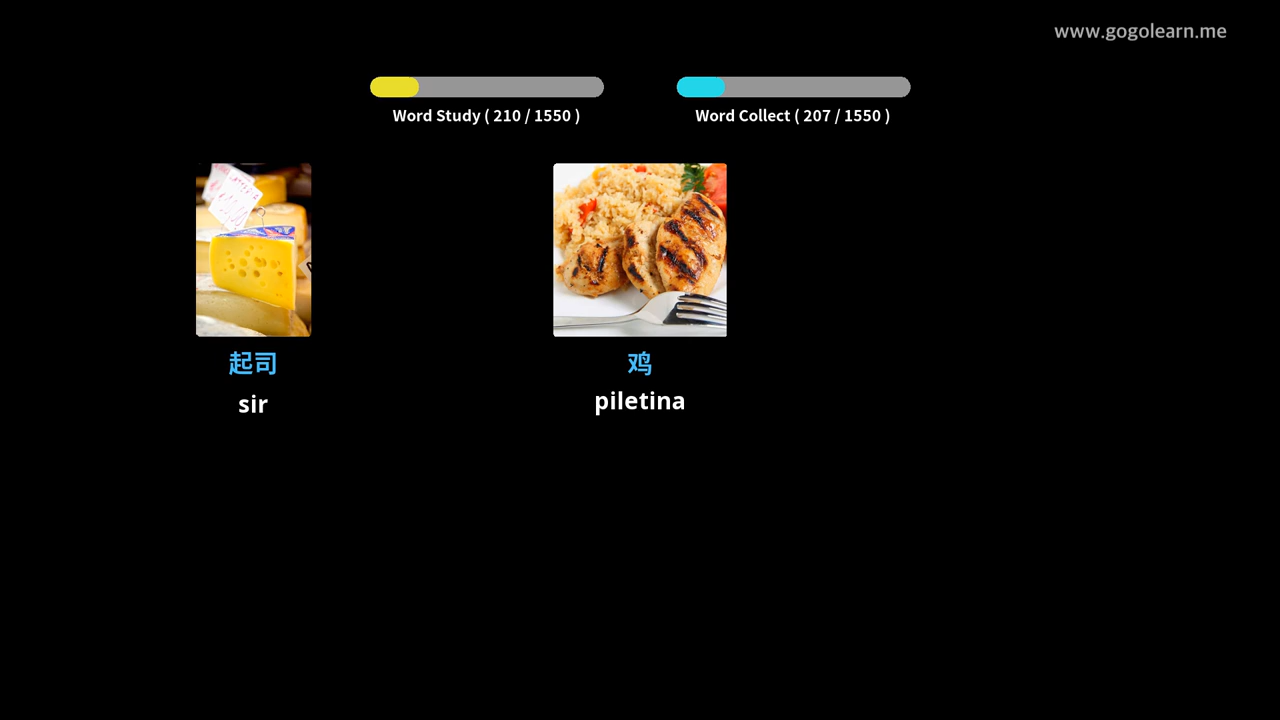 www.gogolearn.me
Word Study ( 210 / 1550 )
Word Collect ( 207 / 1550 )
起司
sir
鸡
piletina